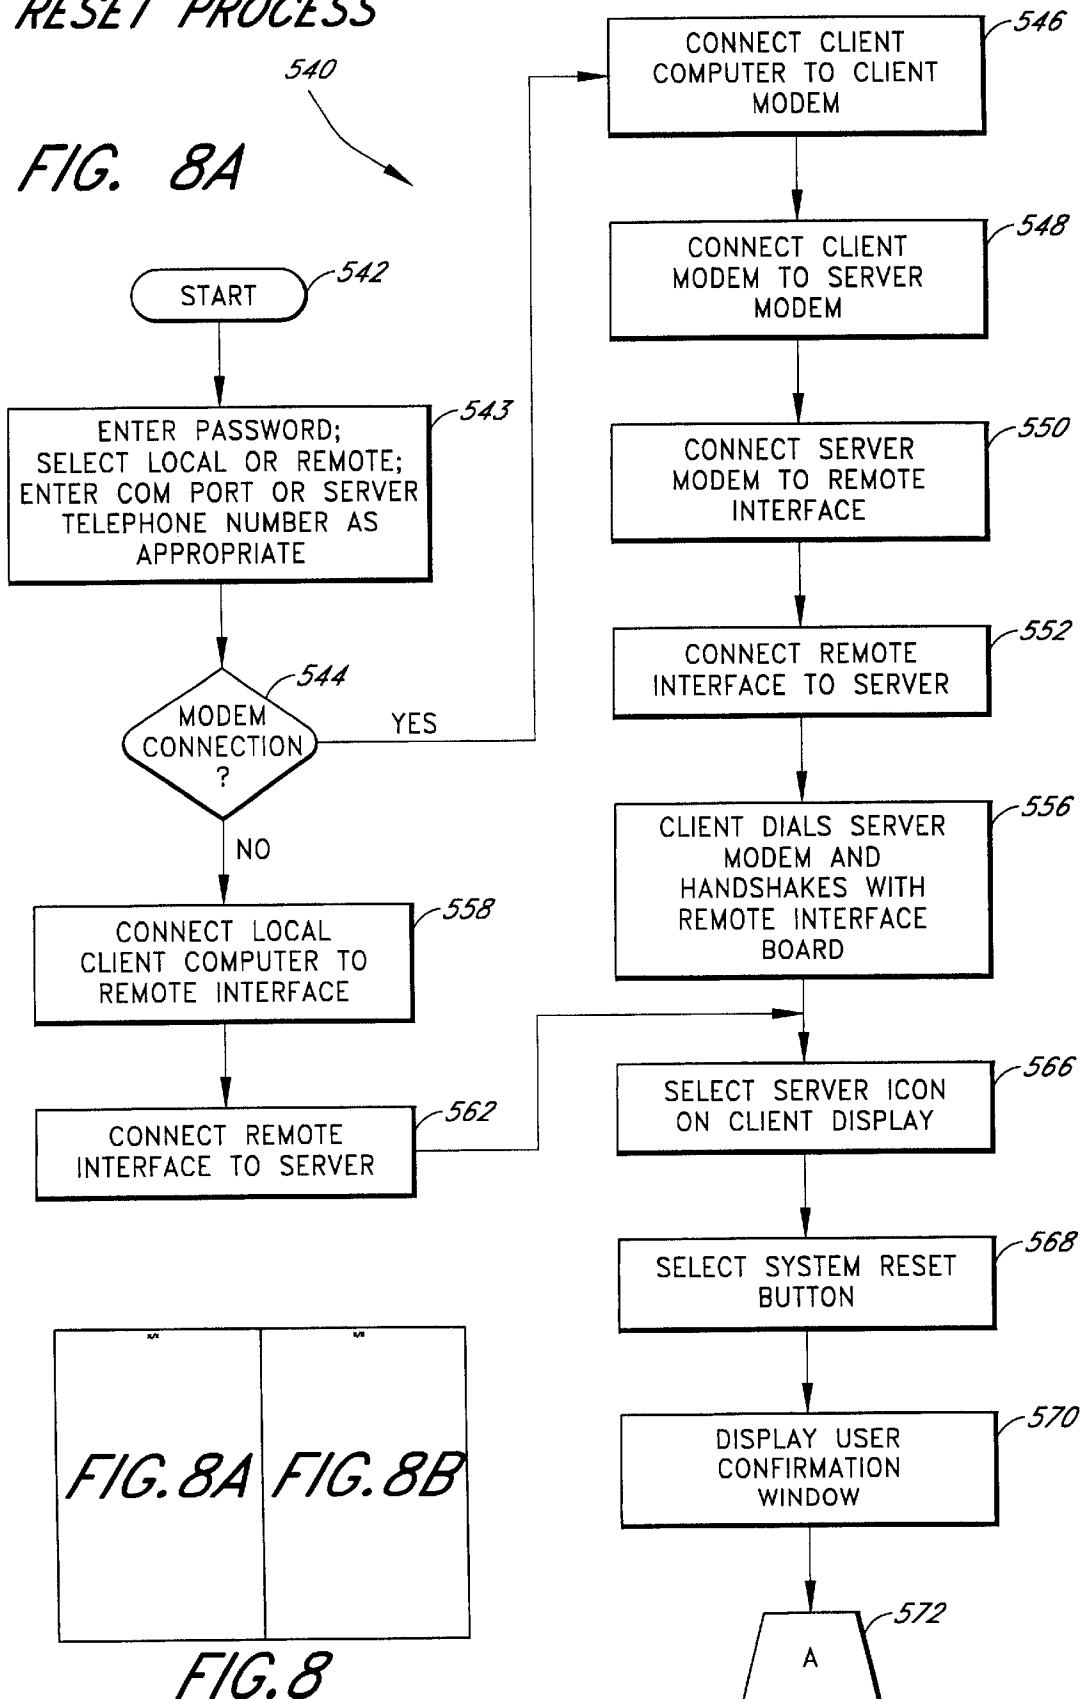 RESET PROCESS
540
FIG. 8A
START
542
ENTER PASSWORD;
SELECT LOCAL OR REMOTE;
ENTER COM PORT OR SERVER
TELEPHONE NUMBER AS
APPROPRIATE
543
MODEM
CONNECTION
?
544
YES
NO
CONNECT LOCAL
CLIENT COMPUTER TO
REMOTE INTERFACE
558
CONNECT REMOTE
INTERFACE TO SERVER
562
CONNECT CLIENT
COMPUTER TO CLIENT
MODEM
546
CONNECT CLIENT
MODEM TO SERVER
MODEM
548
CONNECT SERVER
MODEM TO REMOTE
INTERFACE
550
CONNECT REMOTE
INTERFACE TO SERVER
552
CLIENT DIALS SERVER
MODEM AND
HANDSHAKES WITH
REMOTE INTERFACE
BOARD
556
SELECT SERVER ICON
ON CLIENT DISPLAY
566
SELECT SYSTEM RESET
BUTTON
568
DISPLAY USER
CONFIRMATION
WINDOW
570
A
572
FIG.8A
FIG.8B
FIG.8